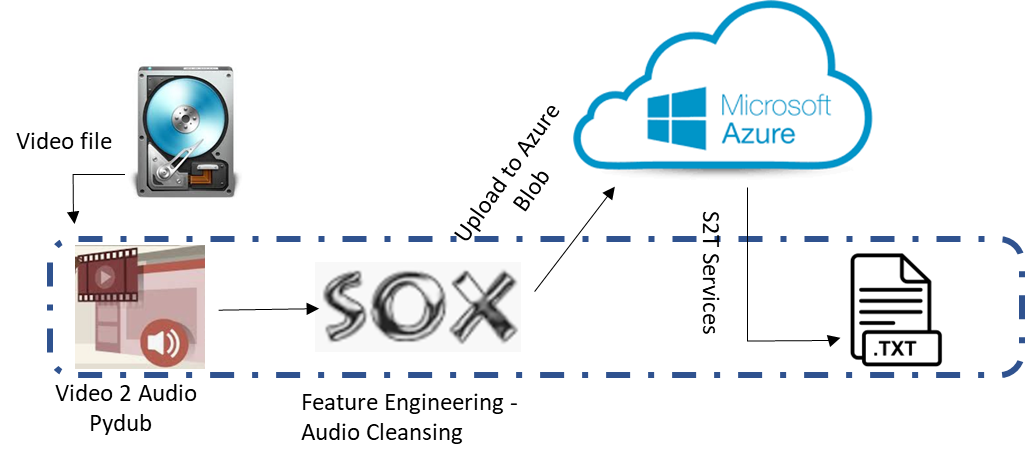 Video file
Upload to Azure
Blob
Microsoft
Azure
SOX
S2T Services
.TXT
Video 2 Audio
Pydub
Feature Engineering -
Audio Cleansing